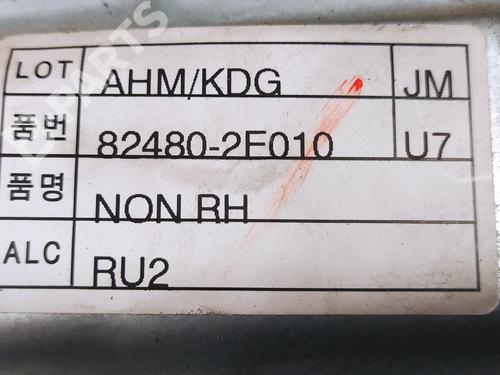 LOT AHM/KDG JM
품번 82480-2E010 U7
품명 NON RH
ALC RU2